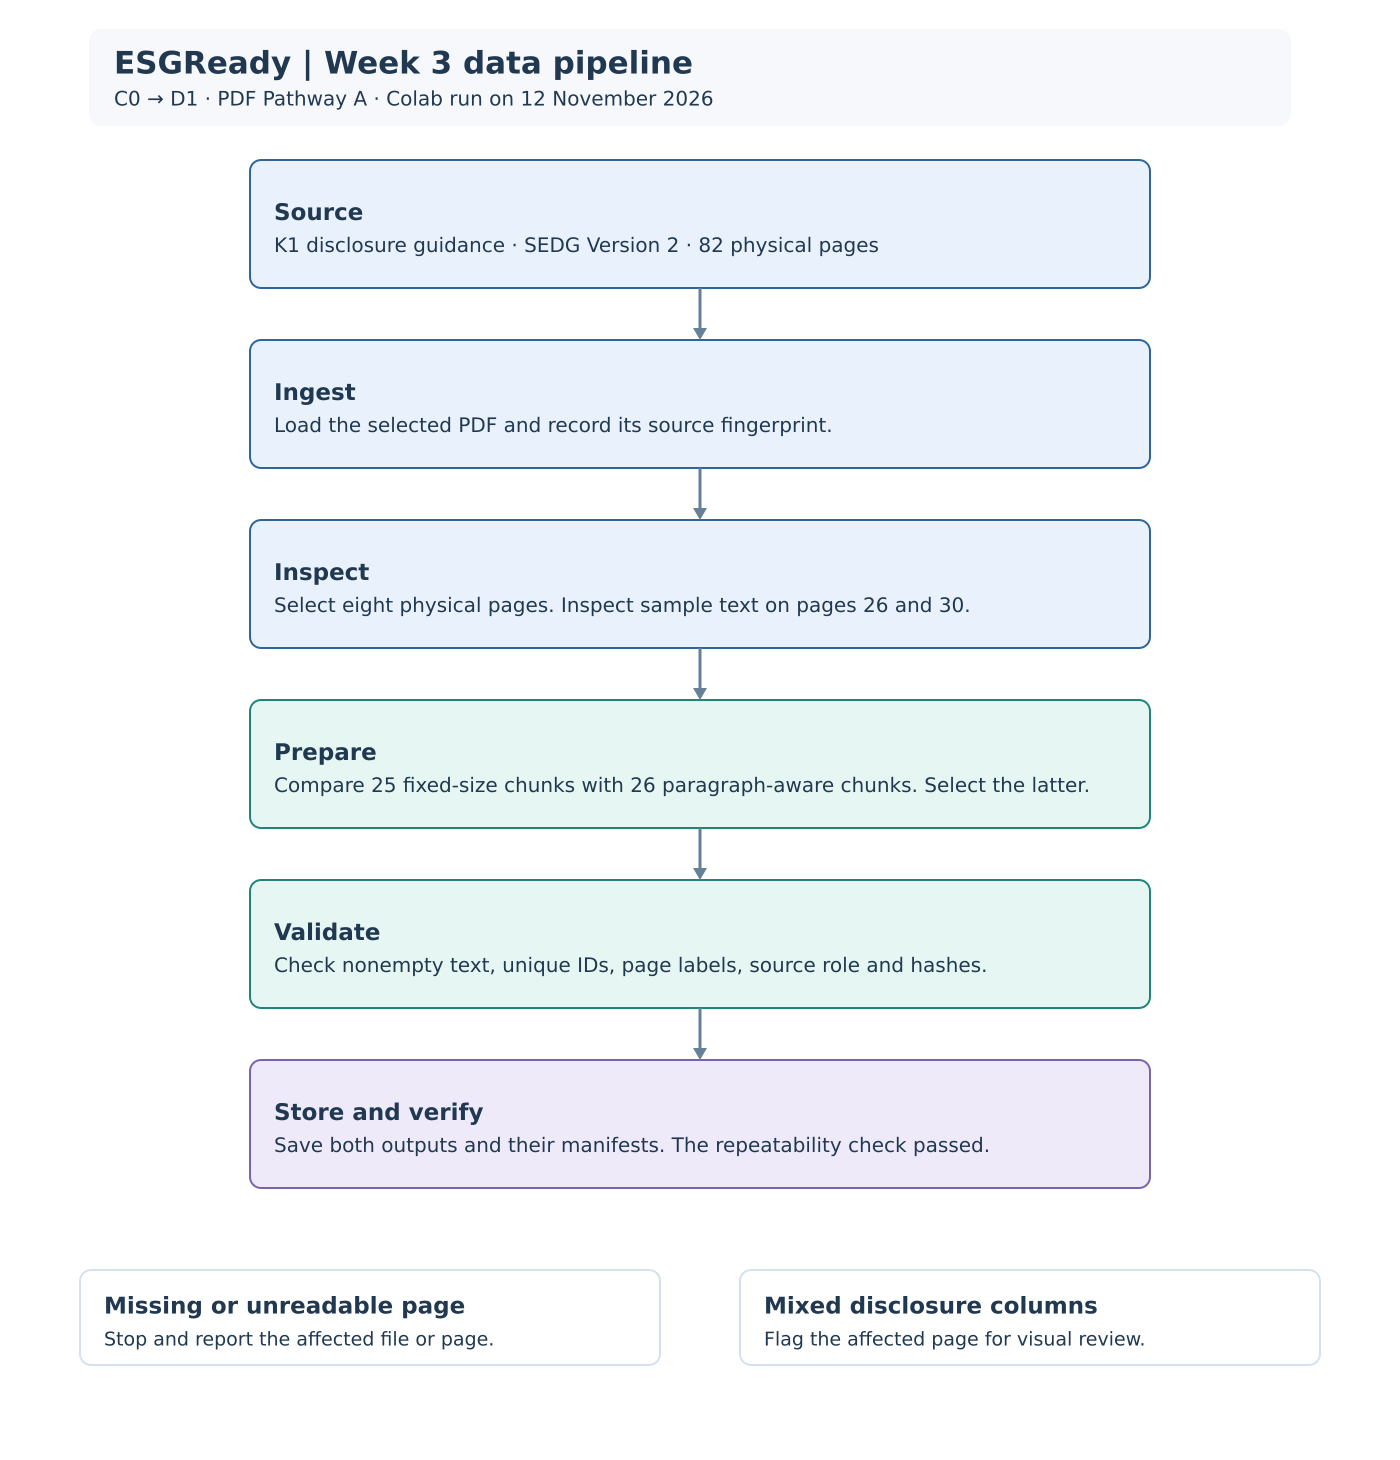 ESGReady | Week 3 data pipeline
C0 → D1 · PDF Pathway A · Colab run on 12 November 2026
Source
K1 disclosure guidance · SEDG Version 2 · 82 physical pages
Ingest
Load the selected PDF and record its source fingerprint.
Inspect
Select eight physical pages. Inspect sample text on pages 26 and 30.
Prepare
Compare 25 fixed-size chunks with 26 paragraph-aware chunks. Select the latter.
Validate
Check nonempty text, unique IDs, page labels, source role and hashes.
Store and verify
Save both outputs and their manifests. The repeatability check passed.
Missing or unreadable page
Stop and report the affected file or page.
Mixed disclosure columns
Flag the affected page for visual review.